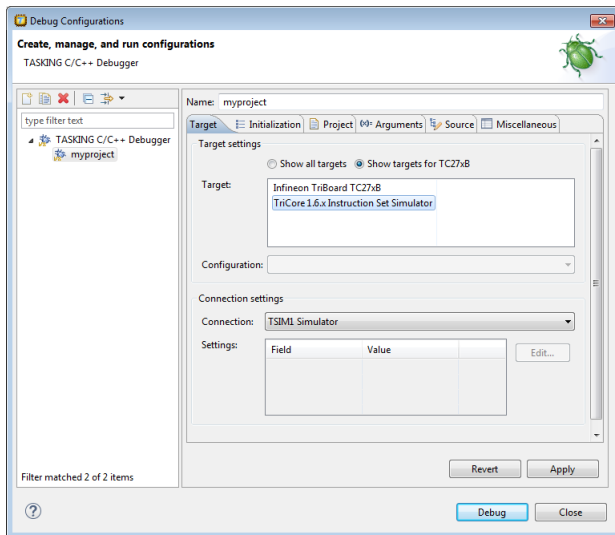 Debug Configurations
Create, manage, and run configurations
TASKING C/C++ Debugger
type filter text
TASKING C/C++ Debugger
myproject
Filter matched 2 of 2 items
Name: myproject
Target Initialization Project (x)= Arguments Source Miscellaneous
Target settings
Show all targets Show targets for TC27xB
Target: Infineon TriBoard TC27xB
TriCore 1.6.x Instruction Set Simulator
Configuration:
Connection settings
Connection: TSIM1 Simulator
Settings: Field Value Edit...
Revert Apply
? Debug Close